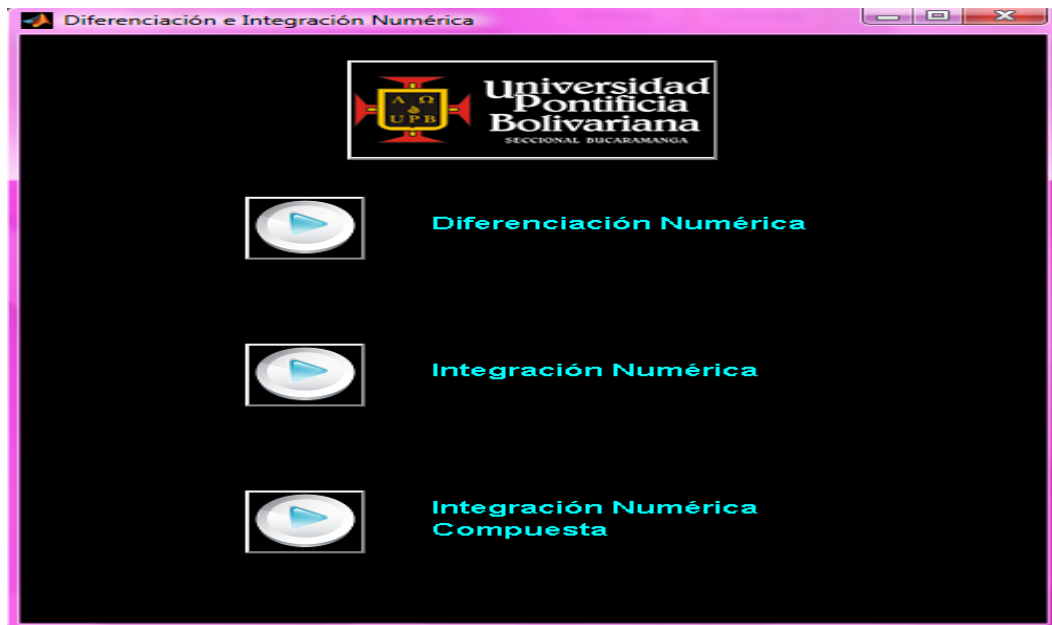 Diferenciación e Integración Numérica
Universidad
Pontificia
Bolivariana
SECCIONAL BUCARAMANGA
Α Ω
UPB
Diferenciación Numérica
Integración Numérica
Integración Numérica
Compuesta